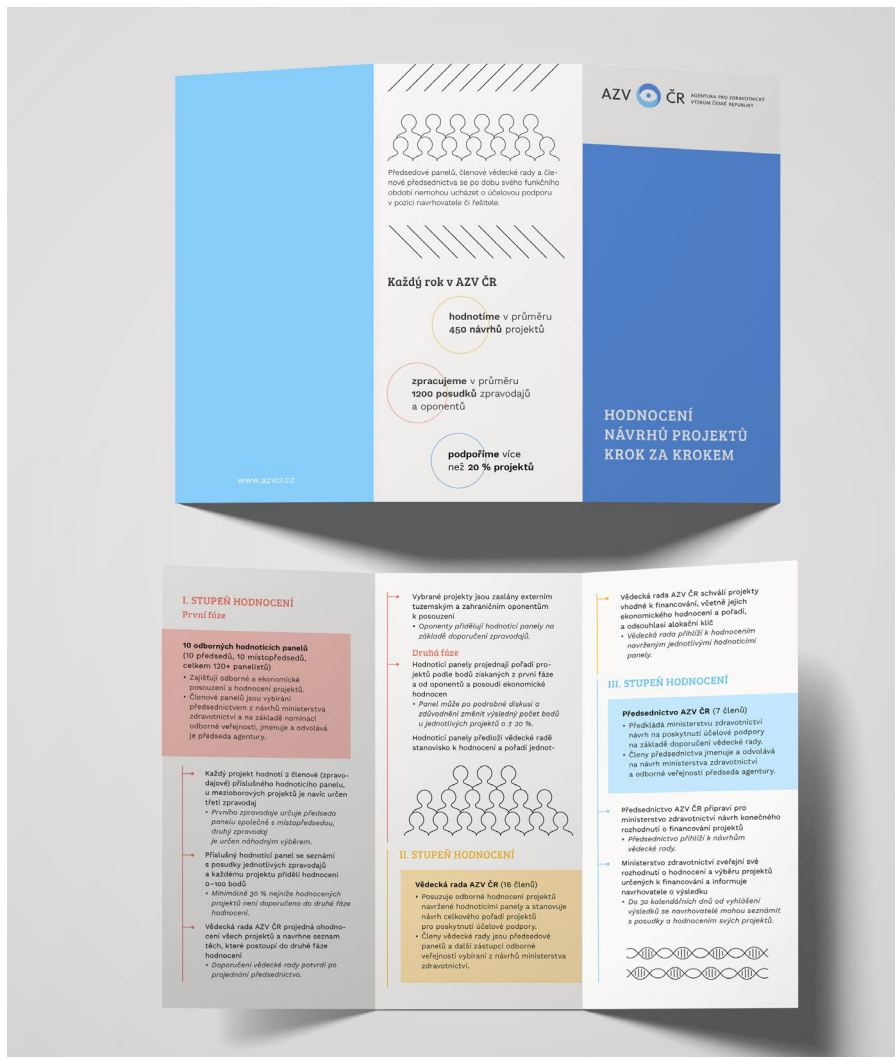 Předsedové panelů, členové vědecké rady a čle-
nové předsednictva se po dobu svého funkčního
období nemohou ucházet o účelovou podporu
v pozici navrhovatele či řešitele.
Každý rok v AZV ČR
hodnotíme v průměru
450 návrhů projektů
zpracujeme v průměru
1200 posudků zpravodajů
a oponentů
podpoříme více
než 20 % projektů
www.azvcr.cz
AZV ČR
AGENTURA PRO ZDRAVOTNICKÝ
VÝZKUM ČESKÉ REPUBLIKY
HODNOCENÍ
NÁVRHŮ PROJEKTŮ
KROK ZA KROKEM
I. STUPEŇ HODNOCENÍ
První fáze
10 odborných hodnoticích panelů
(10 předsedů, 10 místopředsedů,
celkem 120+ panelistů)
• Zajišťují odborné a ekonomické
posouzení a hodnocení projektů.
• Členové panelů jsou vybíráni
předsednictvem z návrhů ministerstva
zdravotnictví a na základě nominací
odborné veřejnosti, jmenuje a odvolává
je předseda agentury.
Každý projekt hodnotí 2 členové (zpravo-
dajové) příslušného hodnoticího panelu,
u mezioborových projektů je navíc určen
třetí zpravodaj
• Prvního zpravodaje určuje předseda
panelu společně s místopředsedou,
druhý zpravodaj
je určen náhodným výběrem.
Příslušný hodnoticí panel se seznámí
s posudky jednotlivých zpravodajů
a každému projektu přidělí hodnocení
0–100 bodů
• Minimálně 30 % nejníže hodnocených
projektů není doporučeno do druhé fáze
hodnocení.
Vědecká rada AZV ČR projedná ohodno-
cení všech projektů a navrhne seznam
těch, které postoupí do druhé fáze
hodnocení
• Doporučení vědecké rady potvrdí po
projednání předsednictvo.
Vybrané projekty jsou zaslány externím
tuzemským a zahraničním oponentům
k posouzení
• Oponenty přidělují hodnoticí panely na
základě doporučení zpravodajů.
Druhá fáze
Hodnoticí panely projednají pořadí pro-
jektů podle bodů získaných z první fáze
a od oponentů a posoudí ekonomické
hodnocen
• Panel může po podrobné diskusi a
zdůvodnění změnit výsledný počet bodů
u jednotlivých projektů o ± 20 %.
Hodnoticí panely předloží vědecké radě
stanovisko k hodnocení a pořadí jednot-
II. STUPEŇ HODNOCENÍ
Vědecká rada AZV ČR (16 členů)
• Posuzuje odborné hodnocení projektů
navržené hodnoticími panely a stanovuje
návrh celkového pořadí projektů
pro poskytnutí účelové podpory.
• Členy vědecké rady jsou předsedové
panelů a další zástupci odborné
veřejnosti vybíraní z návrhů ministerstva
zdravotnictví.
Vědecká rada AZV ČR schválí projekty
vhodné k financování, včetně jejich
ekonomického hodnocení a pořadí,
a odsouhlasí alokační klíč
• Vědecká rada přihlíží k hodnocením
navrženým jednotlivými hodnoticími
panely.
III. STUPEŇ HODNOCENÍ
Předsednictvo AZV ČR (7 členů)
• Předkládá ministerstvu zdravotnictví
návrh na poskytnutí účelové podpory
na základě doporučení vědecké rady.
• Členy předsednictva jmenuje a odvolává
na návrh ministerstva zdravotnictví
a odborné veřejnosti předseda agentury.
Předsednictvo AZV ČR připraví pro
ministerstvo zdravotnictví návrh konečného
rozhodnutí o financování projektů
• Předsednictvo přihlíží k návrhům
vědecké rady.
Ministerstvo zdravotnictví zveřejní své
rozhodnutí o hodnocení a výběru projektů
určených k financování a informuje
navrhovatele o výsledku
• Do 30 kalendářních dnů od vyhlášení
výsledků se navrhovatelé mohou seznámit
s posudky a hodnocením svých projektů.